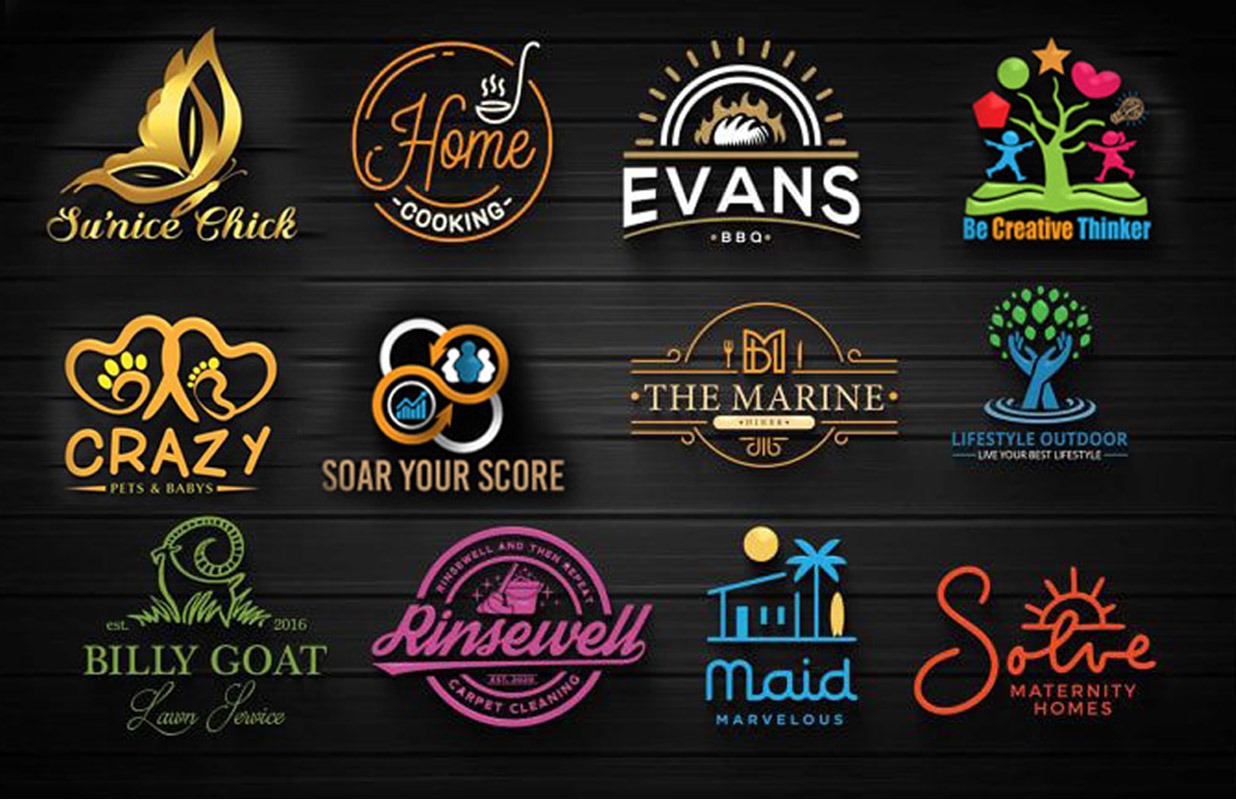 Su'nice Chick
Home
-COOKING-
EVANS
•BBQ•
Be Creative Thinker
CRAZY
PETS & BABYS
SOAR YOUR SCORE
THE MARINE
LIFESTYLE OUTDOOR
LIVE YOUR BEST LIFESTYLE
est. 2016
BILLY GOAT
Lawn Service
RINSEWELL AND THEN REPEAT
Rinsewell
EST. 2020
CARPET CLEANING
Maid
MARVELOUS
Solve
MATERNITY
HOMES